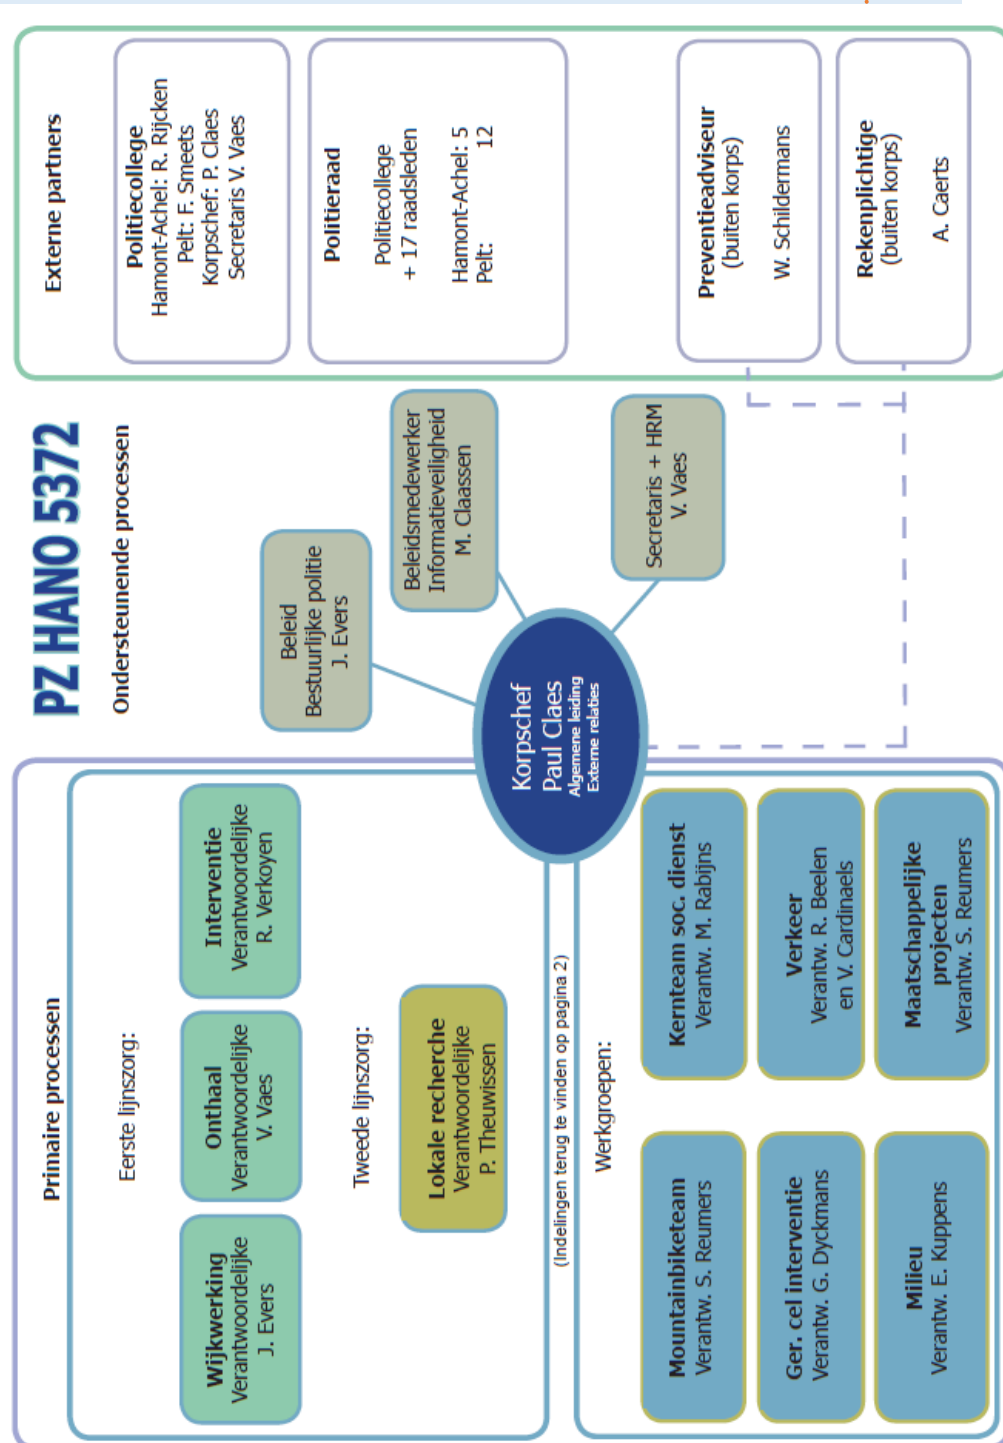 PZ HANO 5372
Primaire processen
Eerste lijnszorg:
Wijkwerking
Verantwoordelijke
J. Evers
Onthaal
Verantwoordelijke
V. Vaes
Interventie
Verantwoordelijke
R. Verkoyen
Tweede lijnszorg:
Lokale recherche
Verantwoordelijke
P. Theuwissen
(Indelingen terug te vinden op pagina 2)
Werkgroepen:
Mountainbiketeam
Verantw. S. Reumers
Kernteam soc. dienst
Verantw. M. Rabijns
Ger. cel interventie
Verantw. G. Dyckmans
Verkeer
Verantw. R. Beelen
en V. Cardinaels
Milieu
Verantw. E. Kuppens
Maatschappelijke
projecten
Verantw. S. Reumers
Korpschef
Paul Claes
Algemene leiding
Externe relaties
Ondersteunende processen
Beleid
Bestuurlijke politie
J. Evers
Beleidsmedewerker
Informatieveiligheid
M. Claassen
Secretaris + HRM
V. Vaes
Externe partners
Politiecollege
Hamont-Achel: R. Rijcken
Pelt: F. Smeets
Korpschef: P. Claes
Secretaris V. Vaes
Politieraad
Politiecollege
+ 17 raadsleden
Hamont-Achel: 5
Pelt: 12
Preventieadviseur
(buiten korps)
W. Schildermans
Rekenplichtige
(buiten korps)
A. Caerts